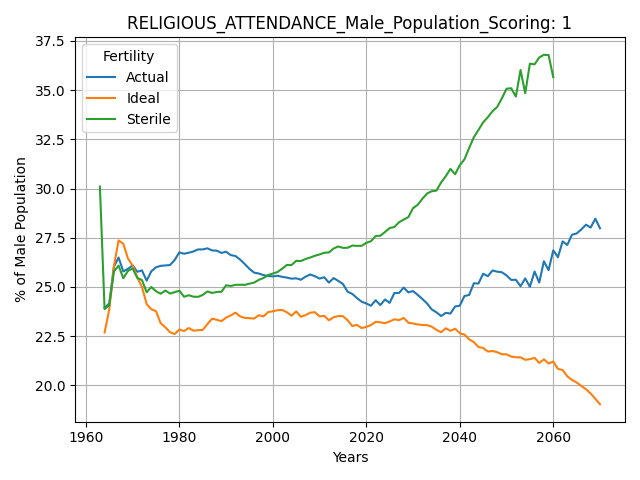 RELIGIOUS_ATTENDANCE_Male_Population_Scoring: 1
37.5
35.0
32.5
30.0
27.5
25.0
22.5
20.0
% of Male Population
Fertility
Actual
Ideal
Sterile
1960
1980
2000
2020
2040
2060
Years